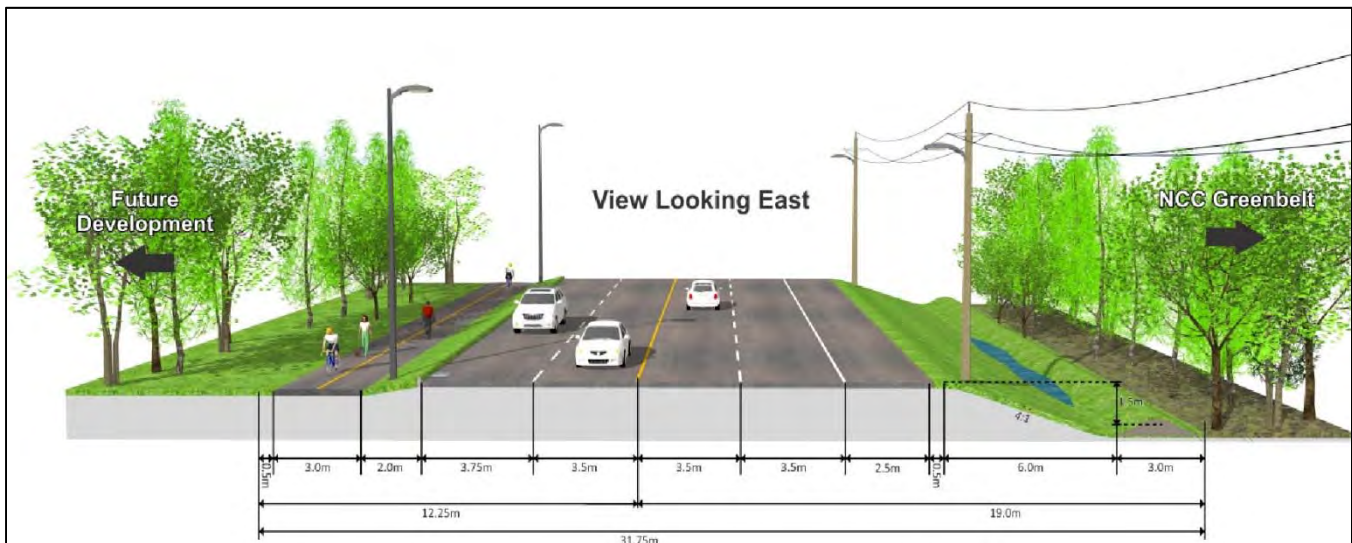 Future
Development
View Looking East
NCC Greenbelt
1.5m
4:1
0.5m
3.0m
2.0m
3.75m
3.5m
3.5m
3.5m
2.5m
0.5m
6.0m
3.0m
12.25m
19.0m
31.75m